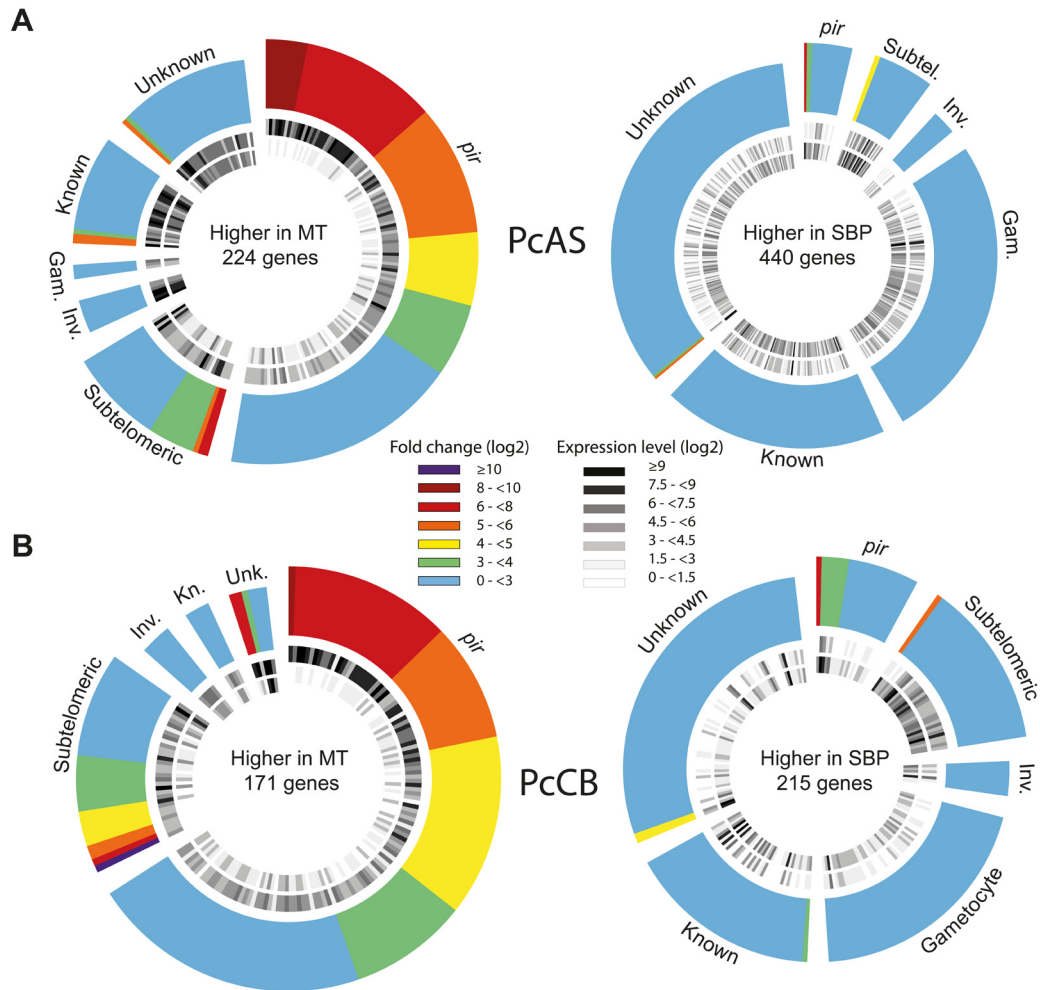 A
Unknown
Known
Gam.
Inv.
Subtelomeric
pir
Higher in MT
224 genes
PcAS
pir
Subtel.
Inv.
Gam.
Known
Unknown
Higher in SBP
440 genes
Fold change (log2)
≥10
8 - <10
6 - <8
5 - <6
4 - <5
3 - <4
0 - <3
Expression level (log2)
≥9
7.5 - <9
6 - <7.5
4.5 - <6
3 - <4.5
1.5 - <3
0 - <1.5
B
Subtelomeric
Inv.
Kn.
Unk.
pir
Higher in MT
171 genes
PcCB
pir
Subtelomeric
Inv.
Gametocyte
Known
Unknown
Higher in SBP
215 genes